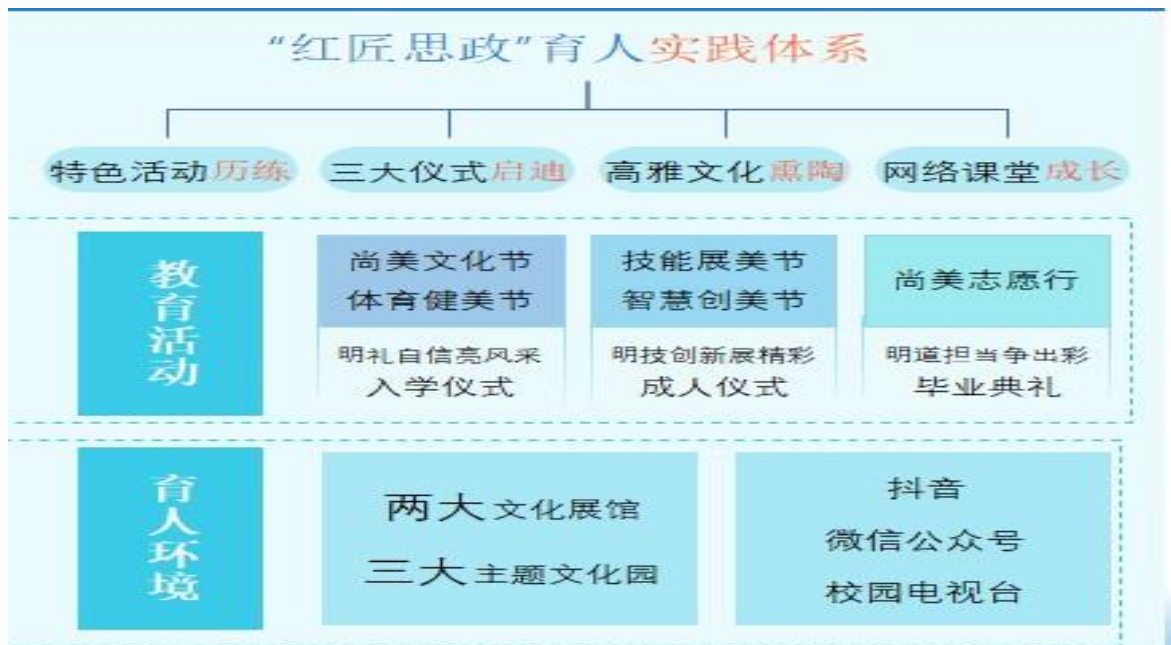 “红匠思政”育人实践体系
特色活动历练
三大仪式启迪
高雅文化熏陶
网络课堂成长
教育活动
尚美文化节
体育健美节
明礼自信亮风采
入学仪式
技能展美节
智慧创美节
明技创新展精彩
成人仪式
尚美志愿行
明道担当争出彩
毕业典礼
育人环境
两大文化展馆
三大主题文化园
抖音
微信公众号
校园电视台